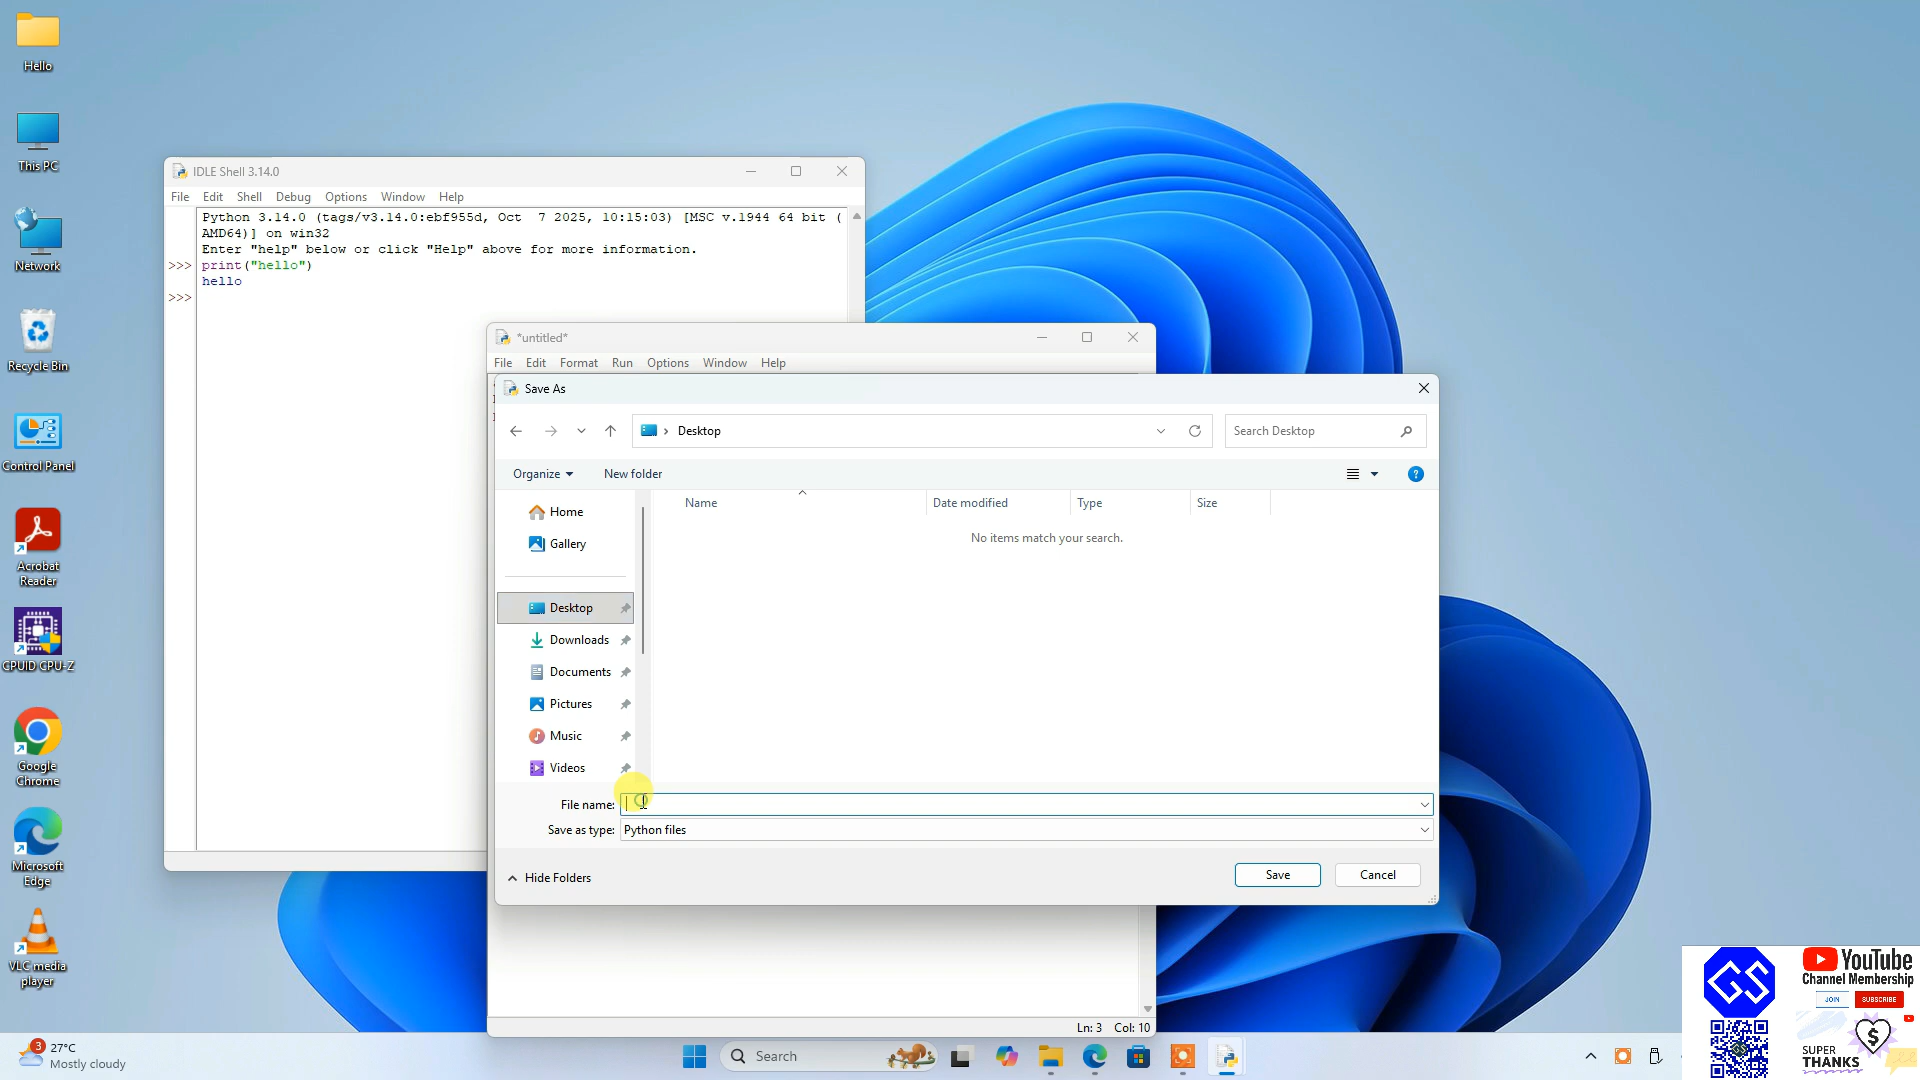 Hello
This PC
Network
Recycle Bin
Control Panel
Acrobat
Reader
CPUID CPU-Z
Google
Chrome
Microsoft
Edge
VLC media
player
IDLE Shell 3.14.0
File Edit Shell Debug Options Window Help
Python 3.14.0 (tags/v3.14.0:ebf955d, Oct  7 2025, 10:15:03) [MSC v.1944 64 bit (
AMD64)] on win32
Enter "help" below or click "Help" above for more information.
>>> print("hello")
hello
>>>
*untitled*
File Edit Format Run Options Window Help
Save As
Desktop
Search Desktop
Organize New folder
Name Date modified Type Size
No items match your search.
Home
Gallery
Desktop
Downloads
Documents
Pictures
Music
Videos
File name:
Save as type: Python files
Hide Folders
Save Cancel
Ln: 3 Col: 10
3
27°C
Mostly cloudy
Search
GS
YouTube
Channel Membership
JOIN SUBSCRIBE
SUPER
THANKS
$